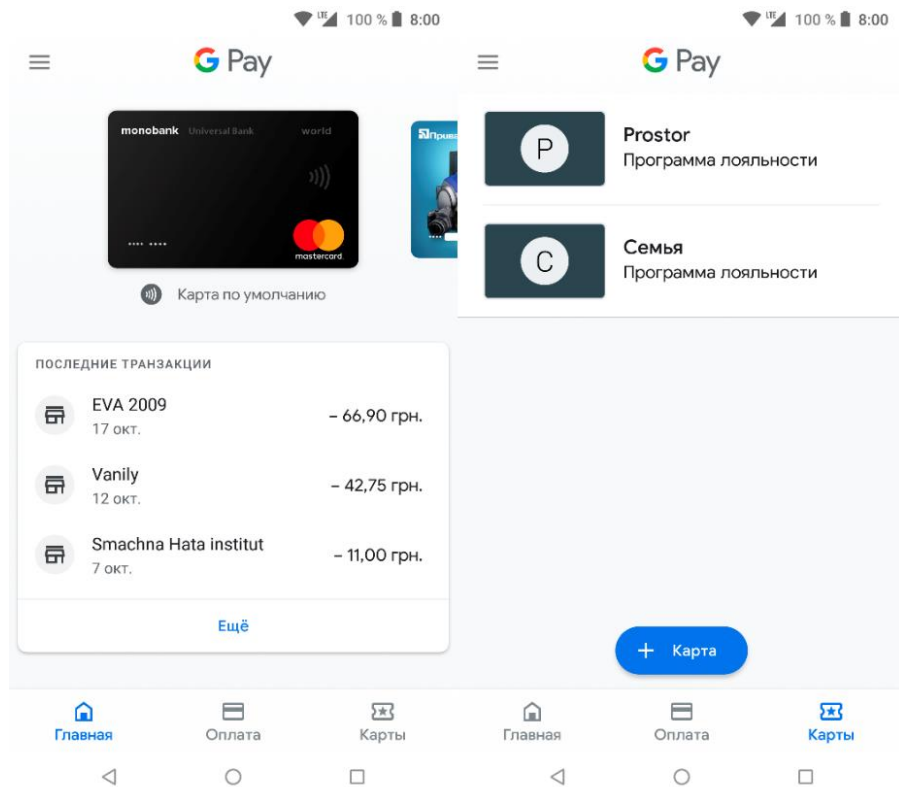 LTE 100 % 8:00
G Pay
monobank Universal Bank world
mastercard.
Карта по умолчанию
ПОСЛЕДНИЕ ТРАНЗАКЦИИ
EVA 2009
– 66,90 грн.
17 окт.
Vanily
– 42,75 грн.
12 окт.
Smachna Hata institut
– 11,00 грн.
7 окт.
Ещё
Главная Оплата Карты
LTE 100 % 8:00
G Pay
P
Prostor
Программа лояльности
С
Семья
Программа лояльности
+ Карта
Главная Оплата Карты